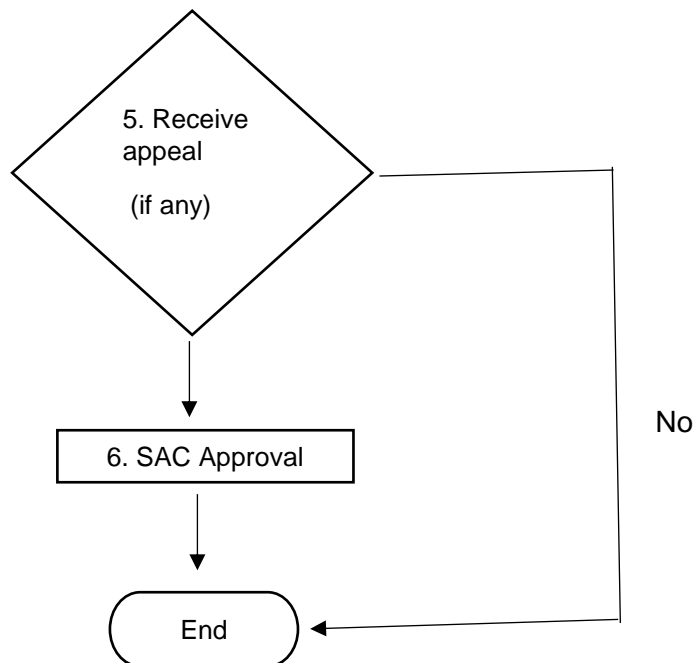 5. Receive
appeal
(if any)
No
6. SAC Approval
End